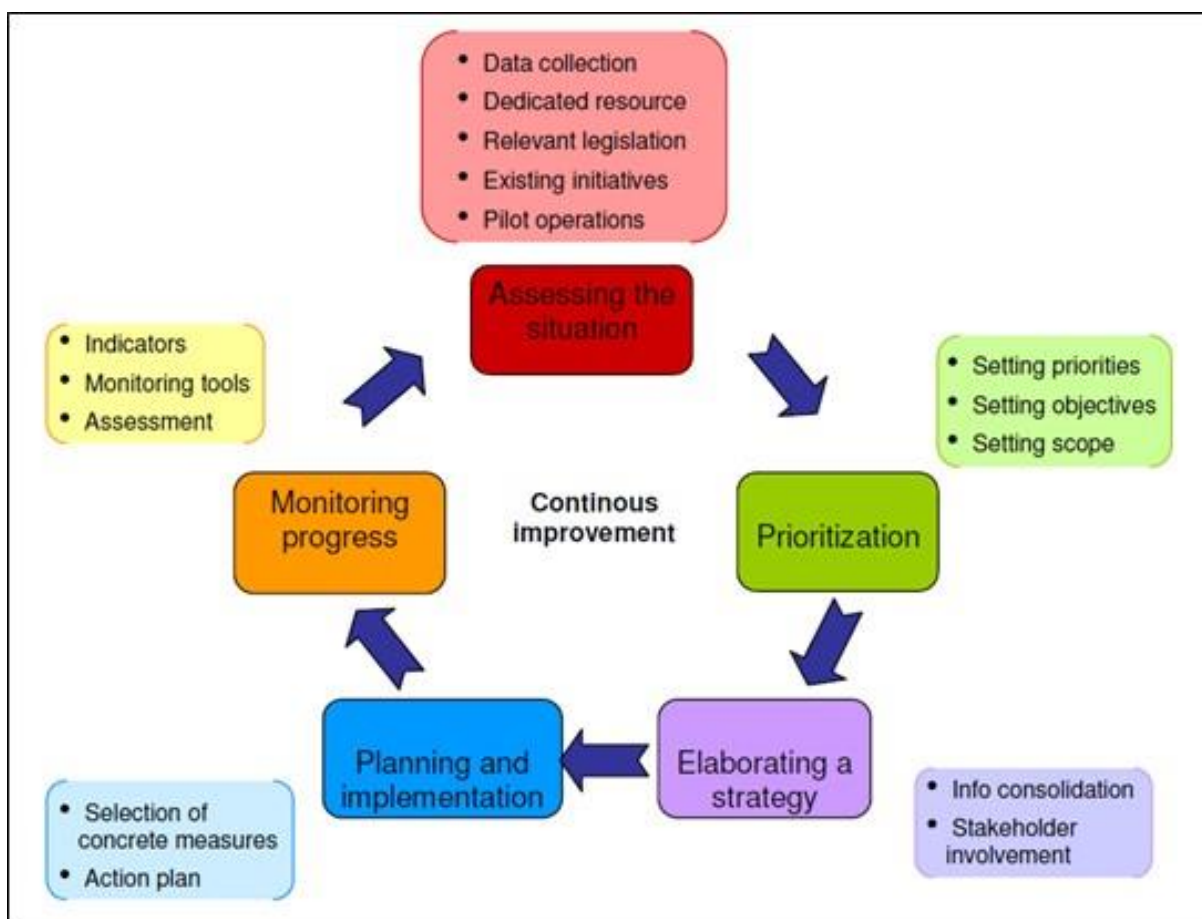 • Data collection
• Dedicated resource
• Relevant legislation
• Existing initiatives
• Pilot operations
Assessing the
situation
• Indicators
• Monitoring tools
• Assessment
• Setting priorities
• Setting objectives
• Setting scope
Monitoring
progress
Continous
improvement
Prioritization
Planning and
implementation
Elaborating a
strategy
• Selection of
concrete measures
• Action plan
• Info consolidation
• Stakeholder
involvement